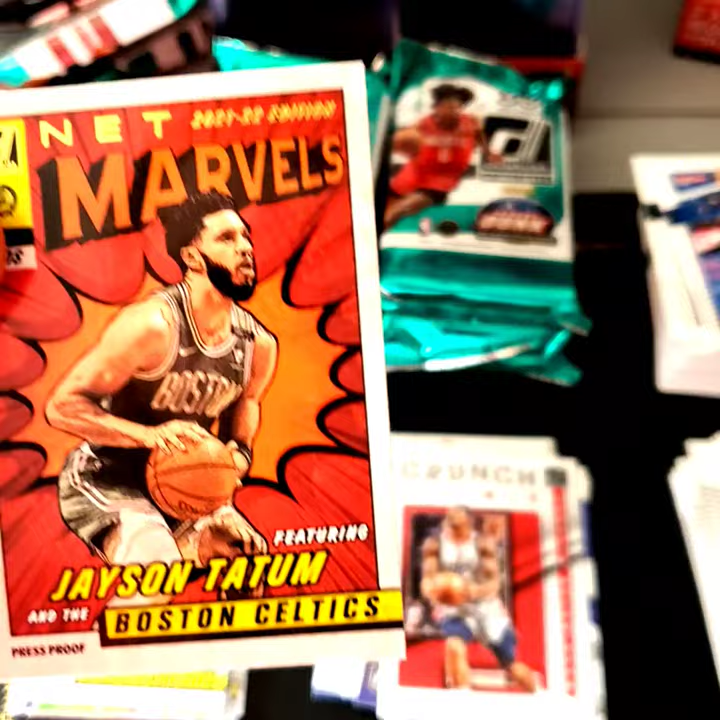 NET 2021-22 EDITION
MARVELS
BOSTON
FEATURING
JAYSON TATUM
AND THE BOSTON CELTICS
PRESS PROOF
CRUNCH